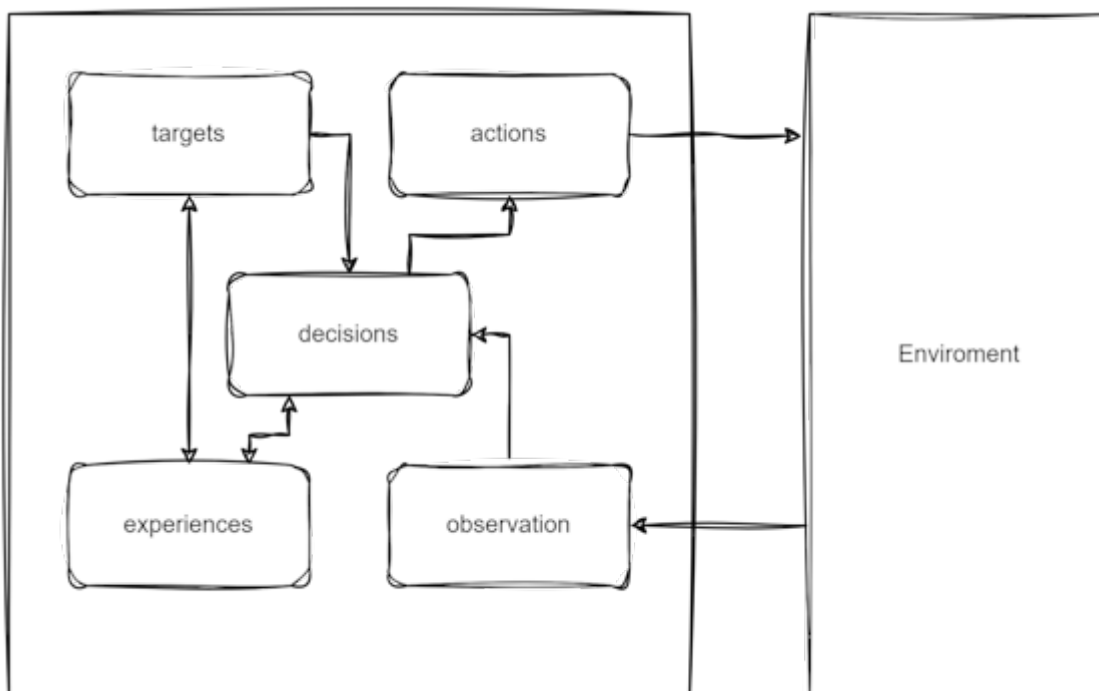 targets
actions
decisions
Enviroment
experiences
observation